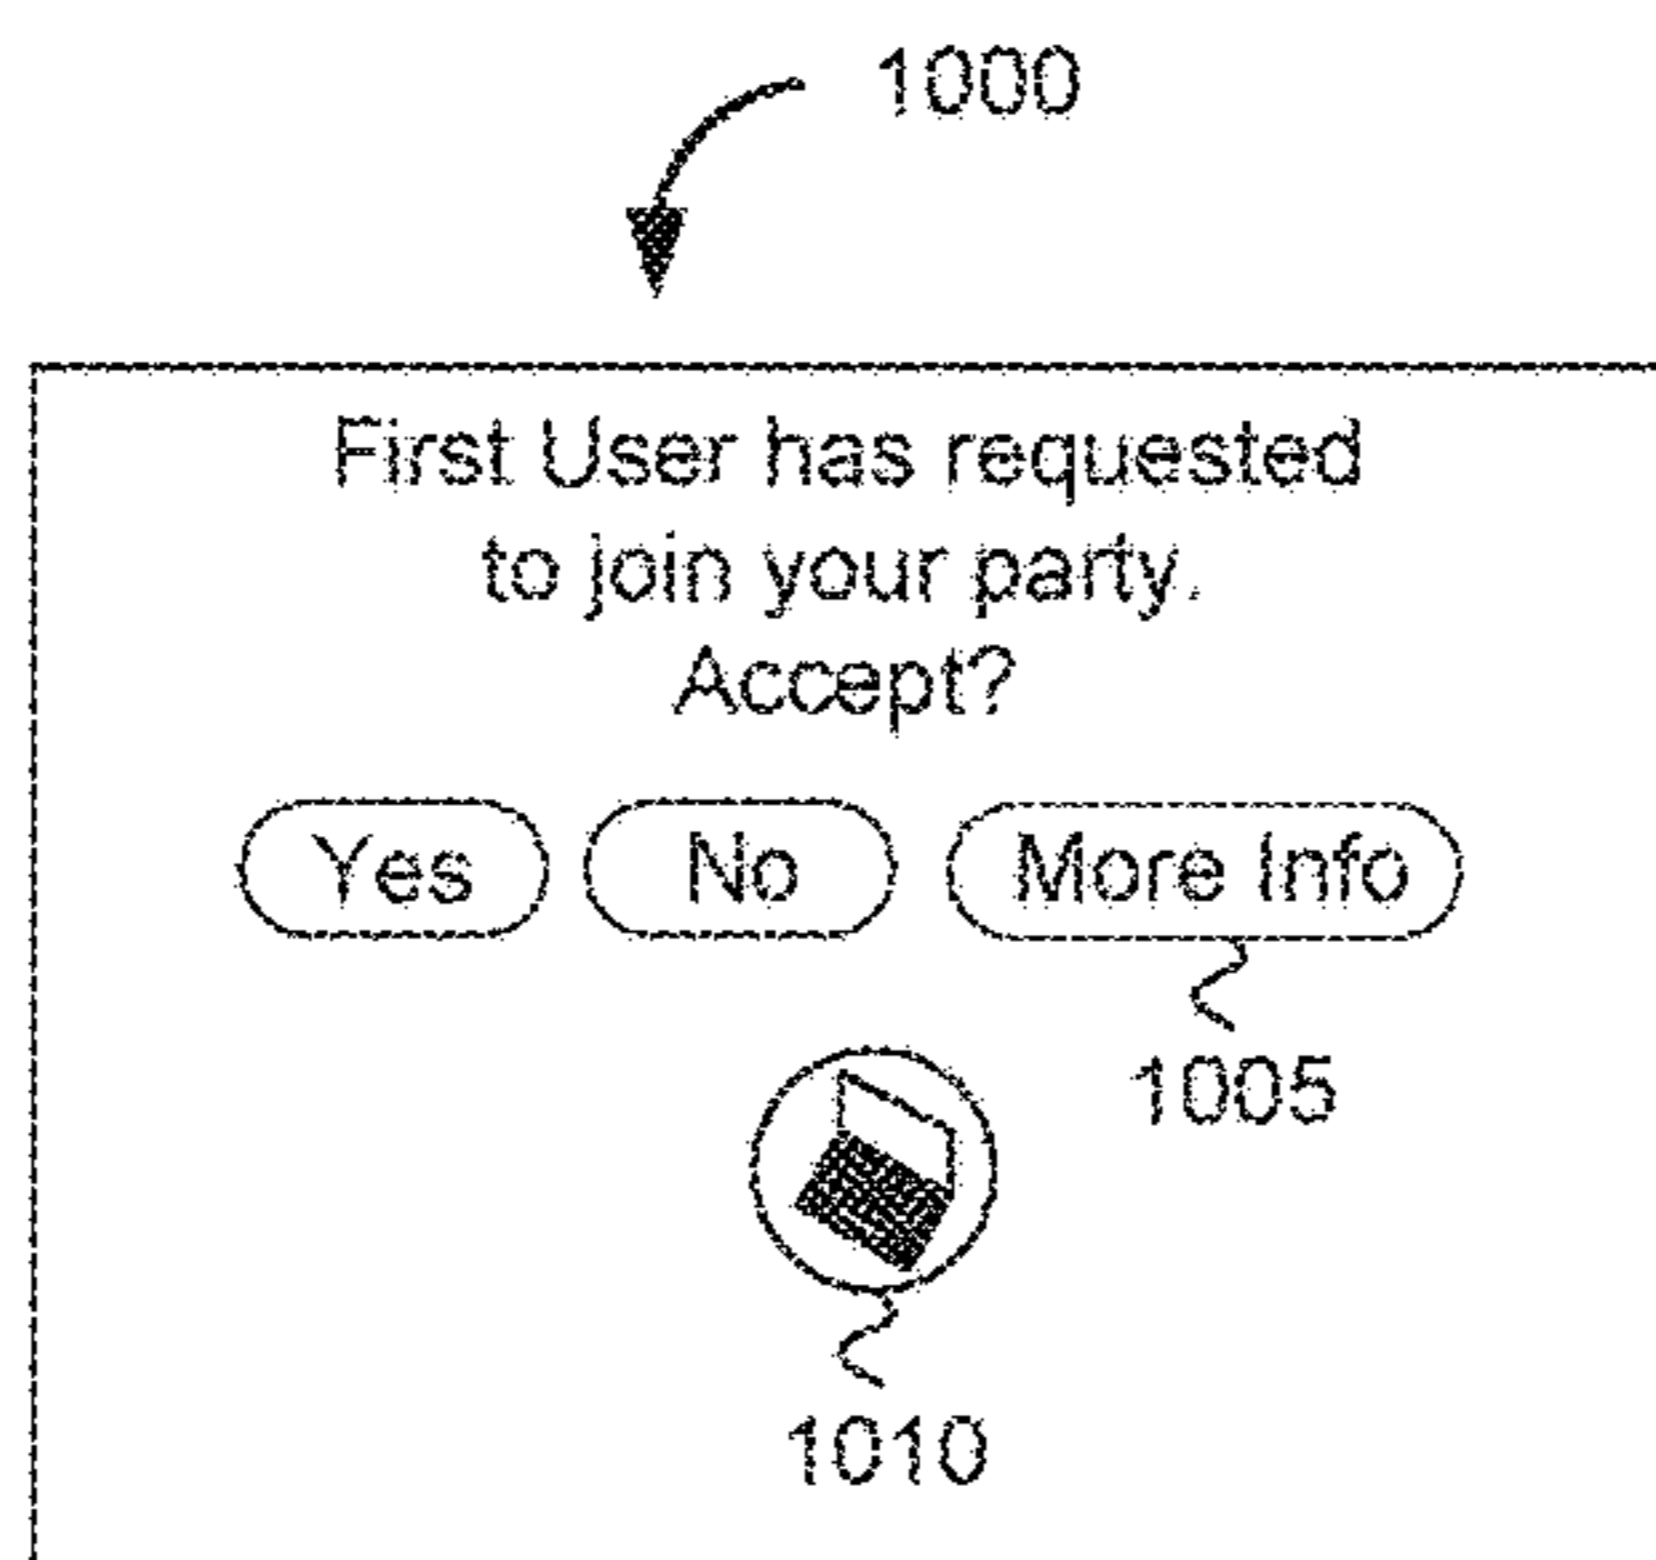 1000
First User has requested
to join your party.
Accept?
Yes No More Info
1005
1010